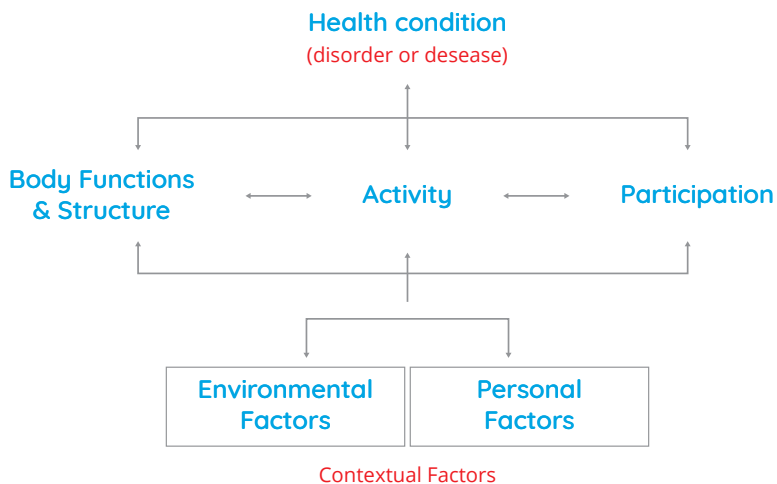 Health condition
(disorder or desease)
Body Functions
& Structure
Activity
Participation
Environmental
Factors
Personal
Factors
Contextual Factors